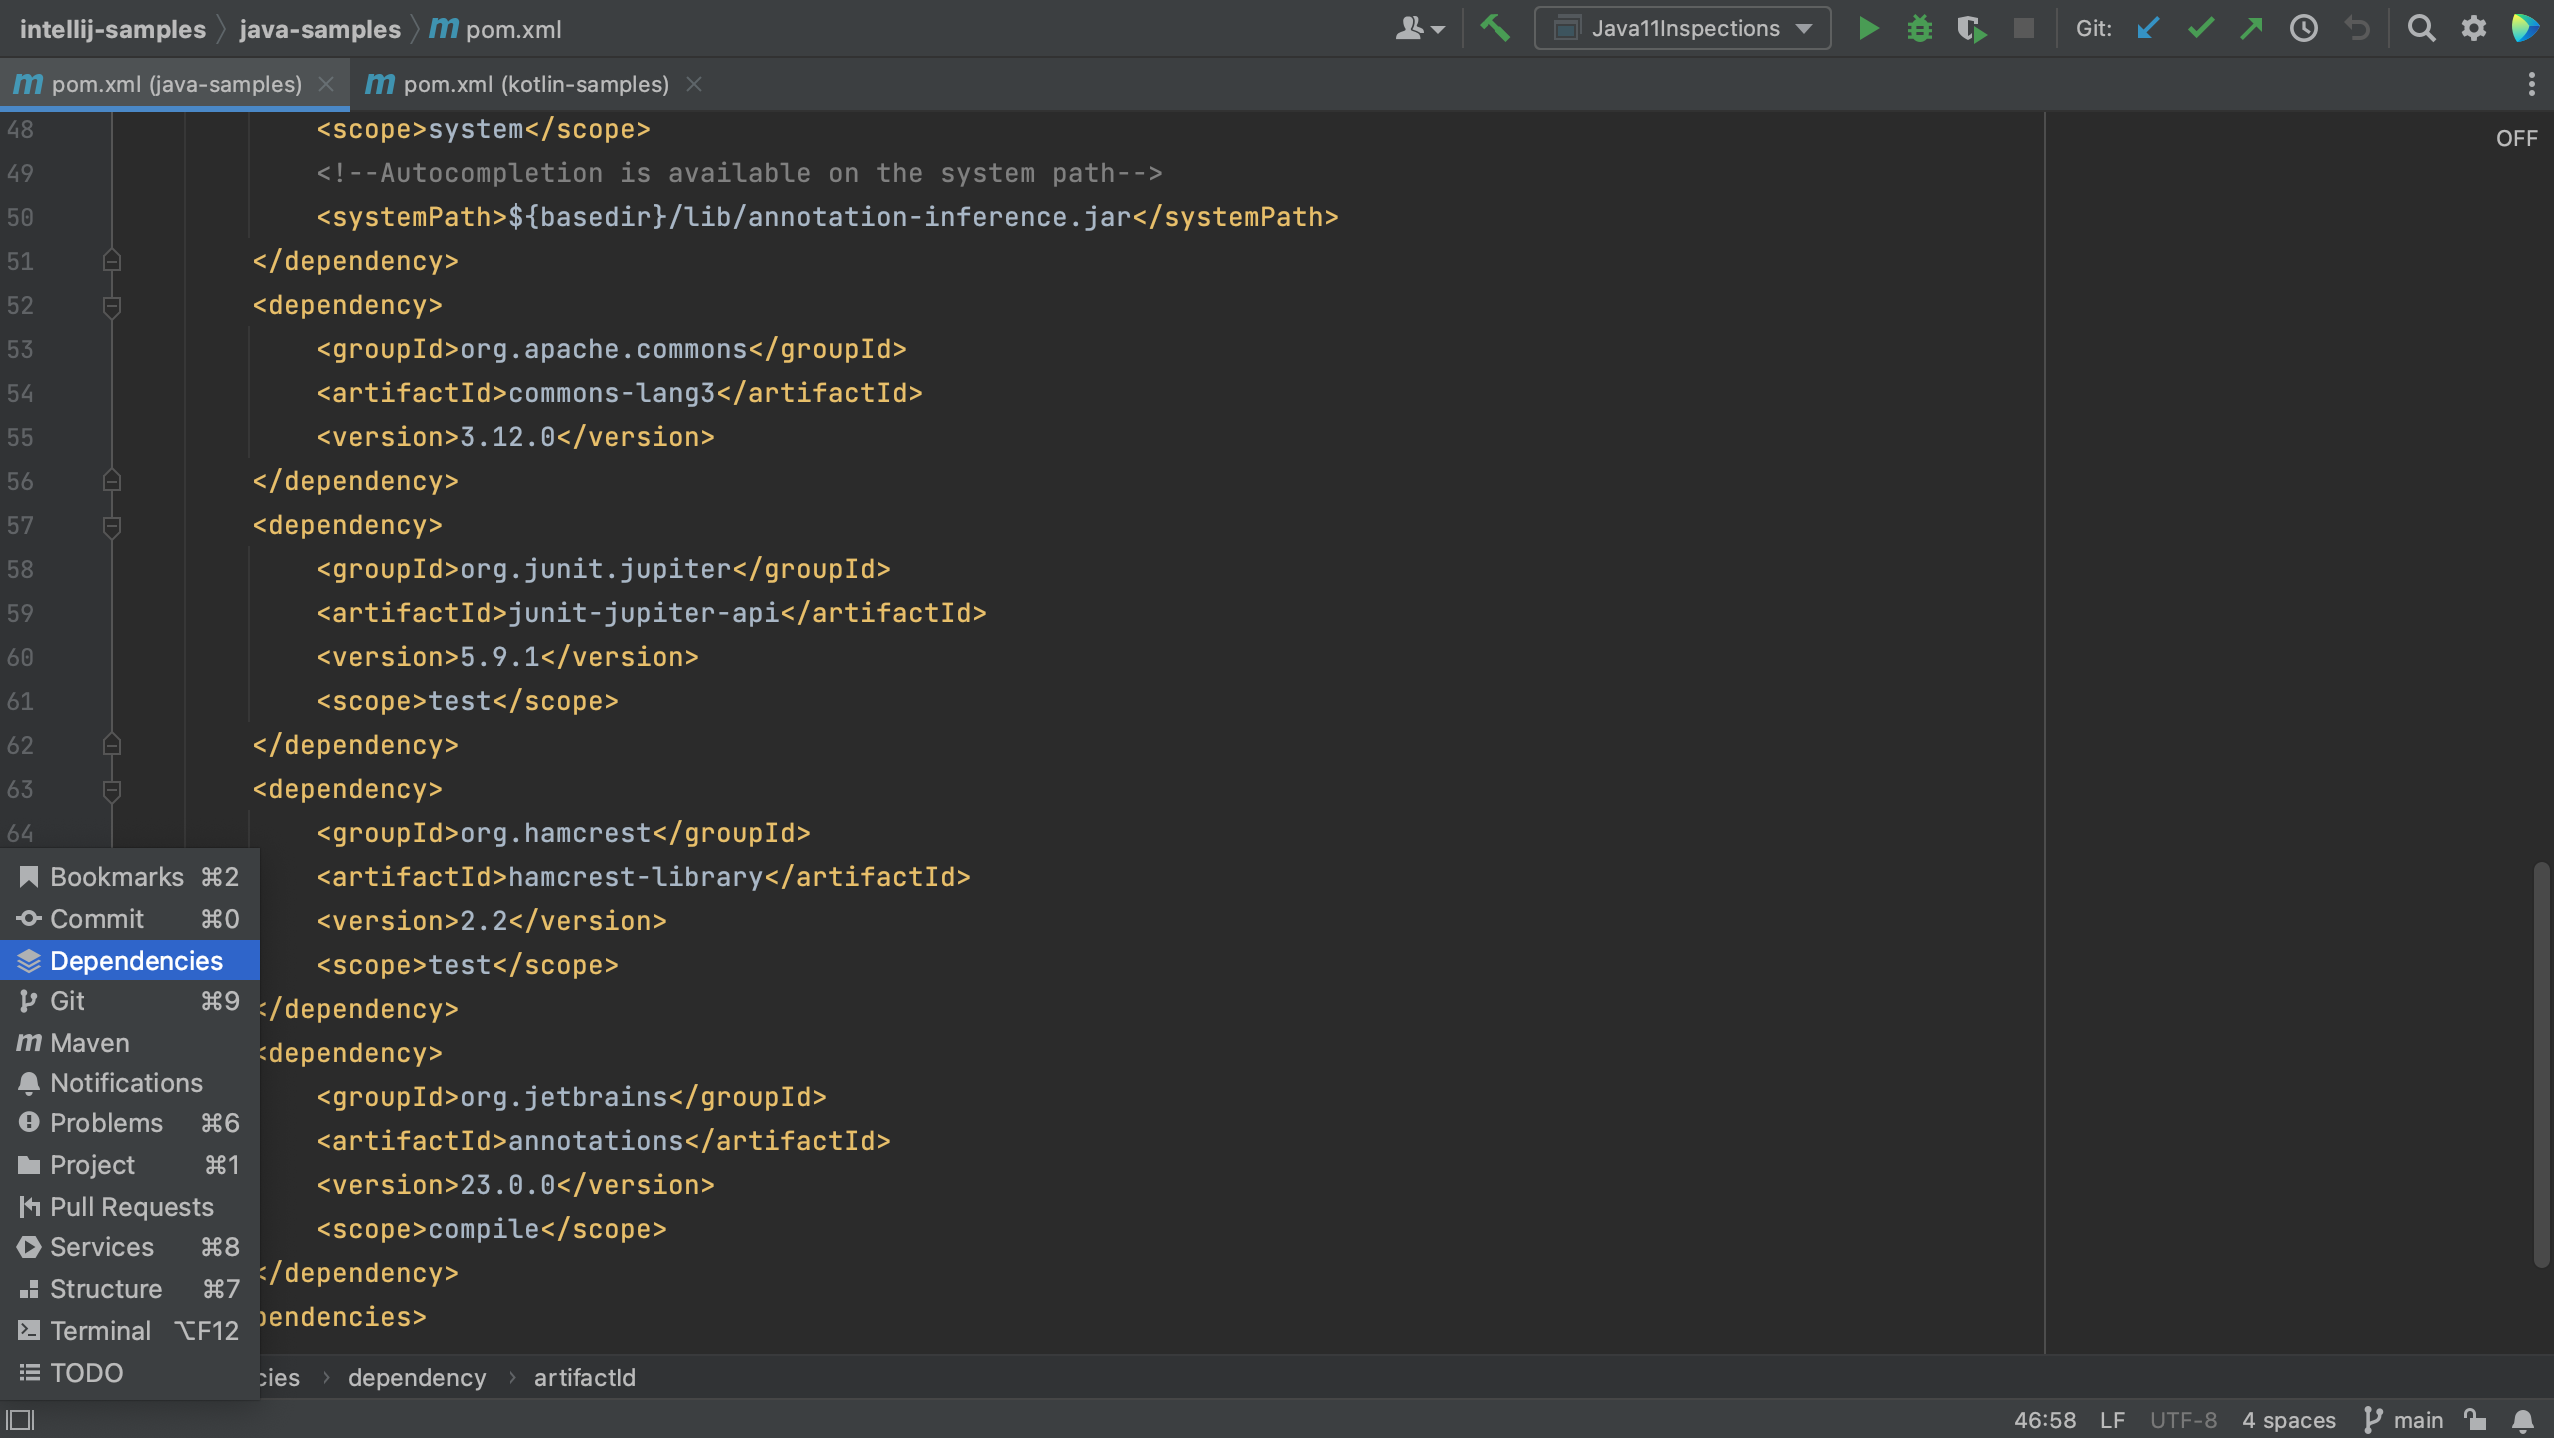 intellij-samples java-samples m pom.xml Java11Inspections Git:
m pom.xml (java-samples) m pom.xml (kotlin-samples)
OFF
48 <scope>system</scope>
49 <!--Autocompletion is available on the system path-->
50 <systemPath>${basedir}/lib/annotation-inference.jar</systemPath>
51 </dependency>
52 <dependency>
53 <groupId>org.apache.commons</groupId>
54 <artifactId>commons-lang3</artifactId>
55 <version>3.12.0</version>
56 </dependency>
57 <dependency>
58 <groupId>org.junit.jupiter</groupId>
59 <artifactId>junit-jupiter-api</artifactId>
60 <version>5.9.1</version>
61 <scope>test</scope>
62 </dependency>
63 <dependency>
64 <groupId>org.hamcrest</groupId>
<artifactId>hamcrest-library</artifactId>
<version>2.2</version>
<scope>test</scope>
</dependency>
<dependency>
<groupId>org.jetbrains</groupId>
<artifactId>annotations</artifactId>
<version>23.0.0</version>
<scope>compile</scope>
</dependency>
pendencies>
Bookmarks ⌘2
Commit ⌘0
Dependencies
Git ⌘9
m Maven
Notifications
Problems ⌘6
Project ⌘1
Pull Requests
Services ⌘8
Structure ⌘7
Terminal ⌥F12
TODO
cies › dependency › artifactId
46:58 LF UTF-8 4 spaces main